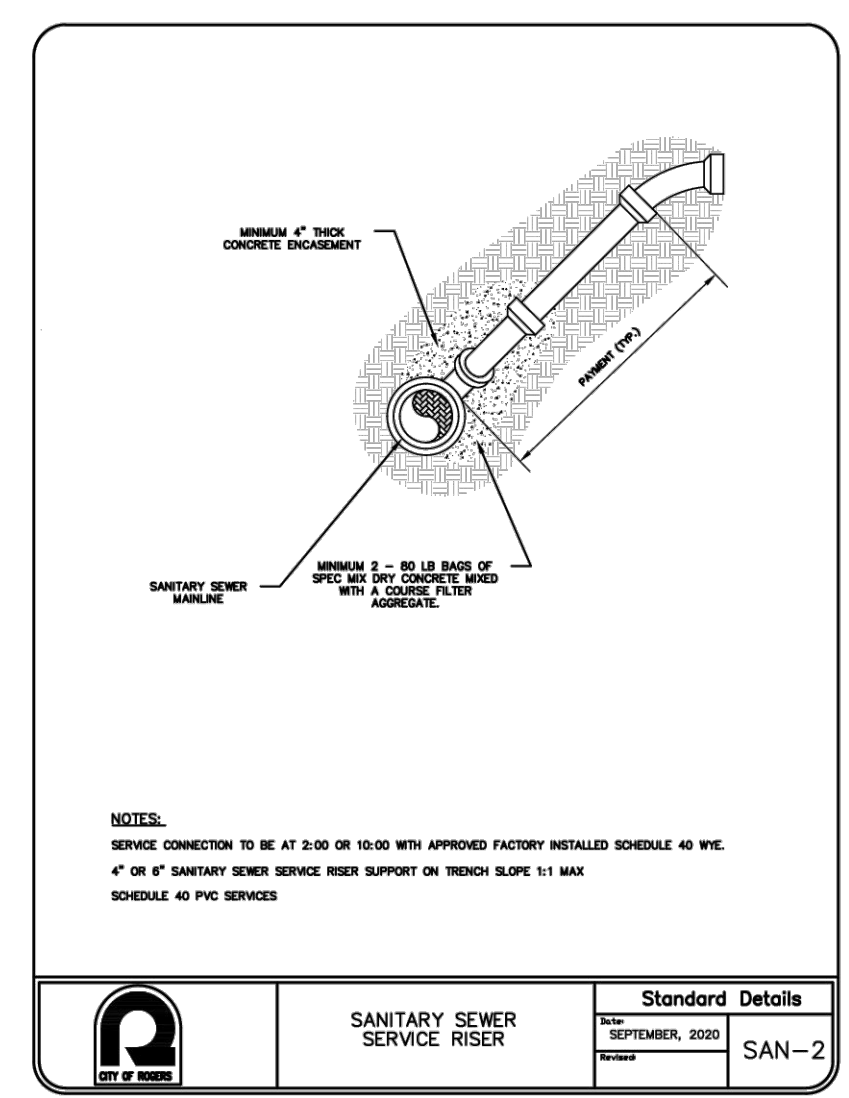 MINIMUM 4" THICK
CONCRETE ENCASEMENT
PAYMENT (TYP.)
SANITARY SEWER
MAINLINE
MINIMUM 2 - 80 LB BAGS OF
SPEC MIX DRY CONCRETE MIXED
WITH A COURSE FILTER
AGGREGATE.
NOTES:
SERVICE CONNECTION TO BE AT 2:00 OR 10:00 WITH APPROVED FACTORY INSTALLED SCHEDULE 40 WYE.
4" OR 6" SANITARY SEWER SERVICE RISER SUPPORT ON TRENCH SLOPE 1:1 MAX
SCHEDULE 40 PVC SERVICES
CITY OF ROGERS
SANITARY SEWER
SERVICE RISER
Standard Details
Date:
SEPTEMBER, 2020
Revised:
SAN-2